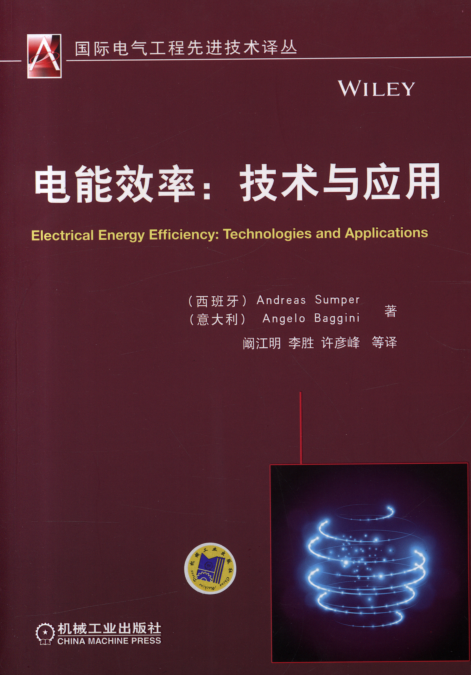 国际电气工程先进技术译丛
WILEY
电能效率：技术与应用
Electrical Energy Efficiency: Technologies and Applications
（西班牙）Andreas Sumper
（意大利） Angelo Baggini 著
阚江明 李胜 许彦峰 等译
机械工业出版社
CHINA MACHINE PRESS